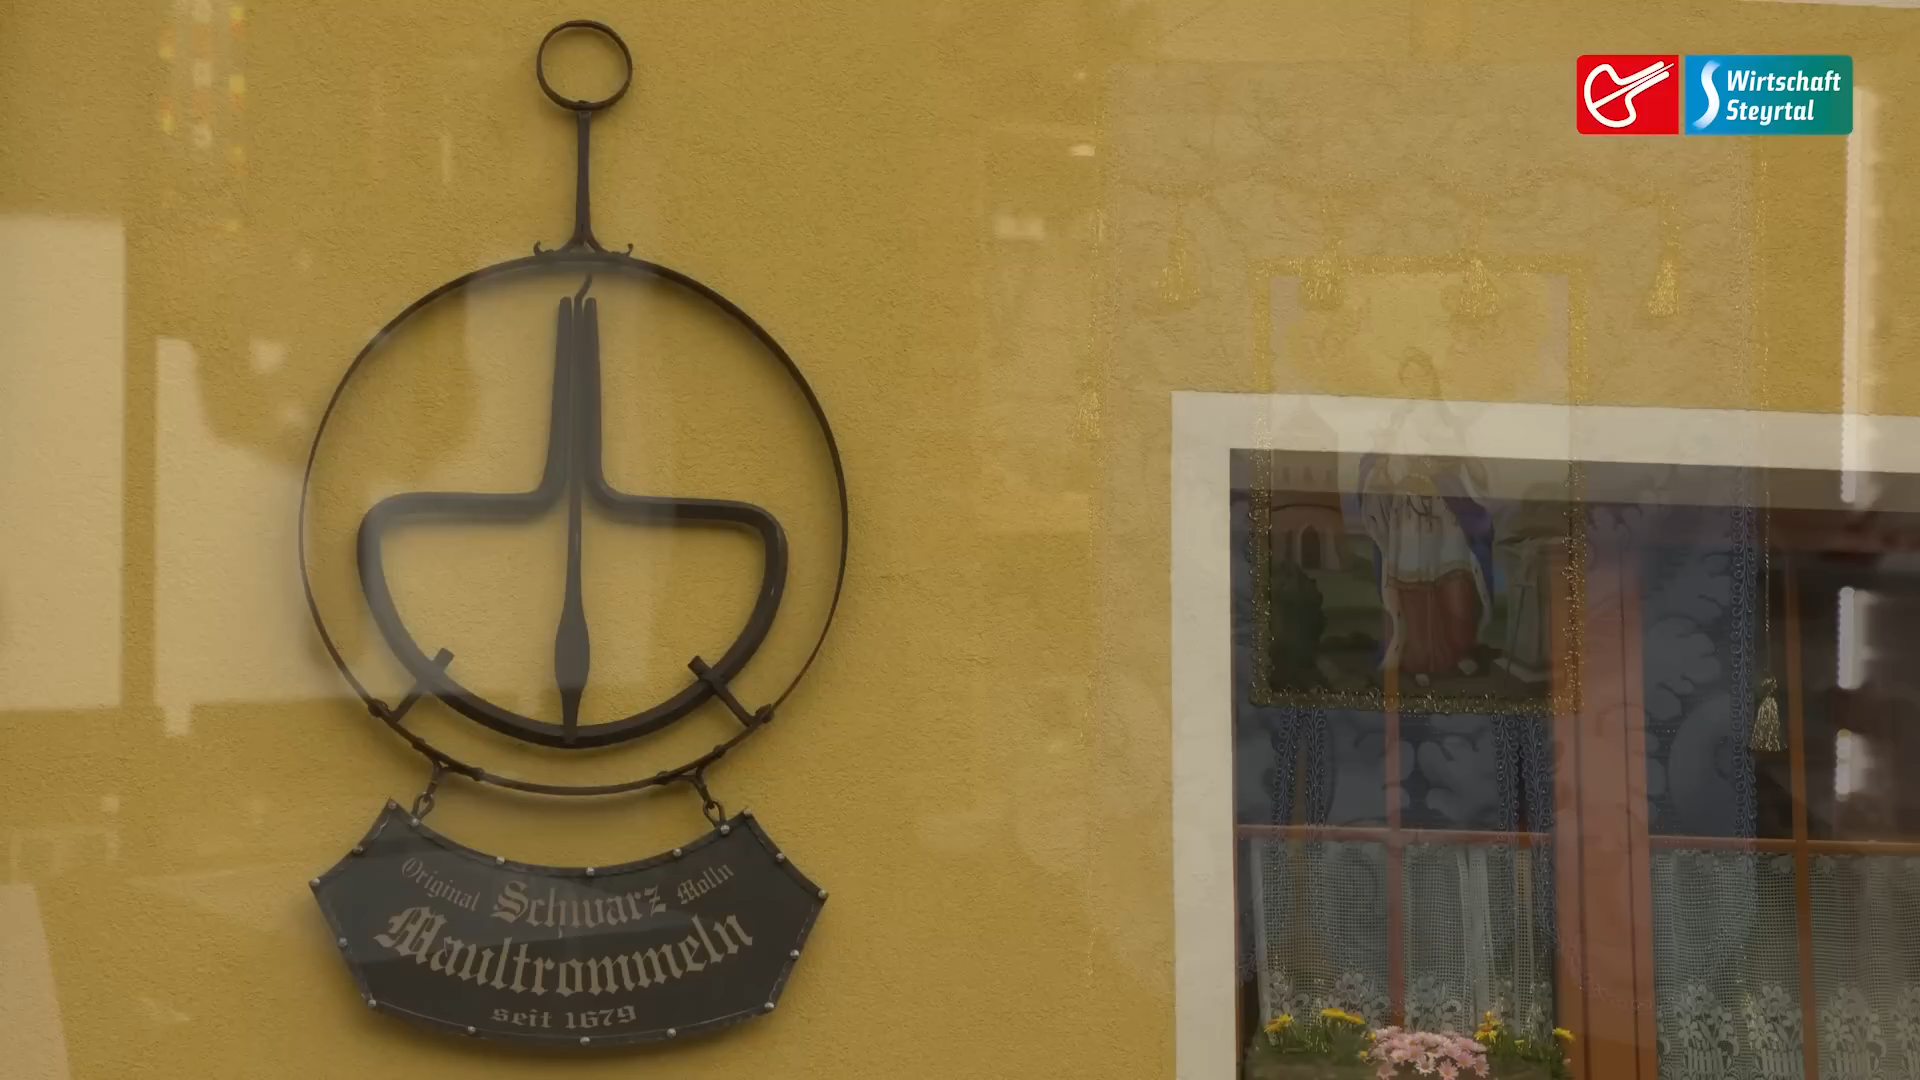 Wirtschaft
Steyrtal
Original Schwarz Molln
Maultrommeln
seit 1679